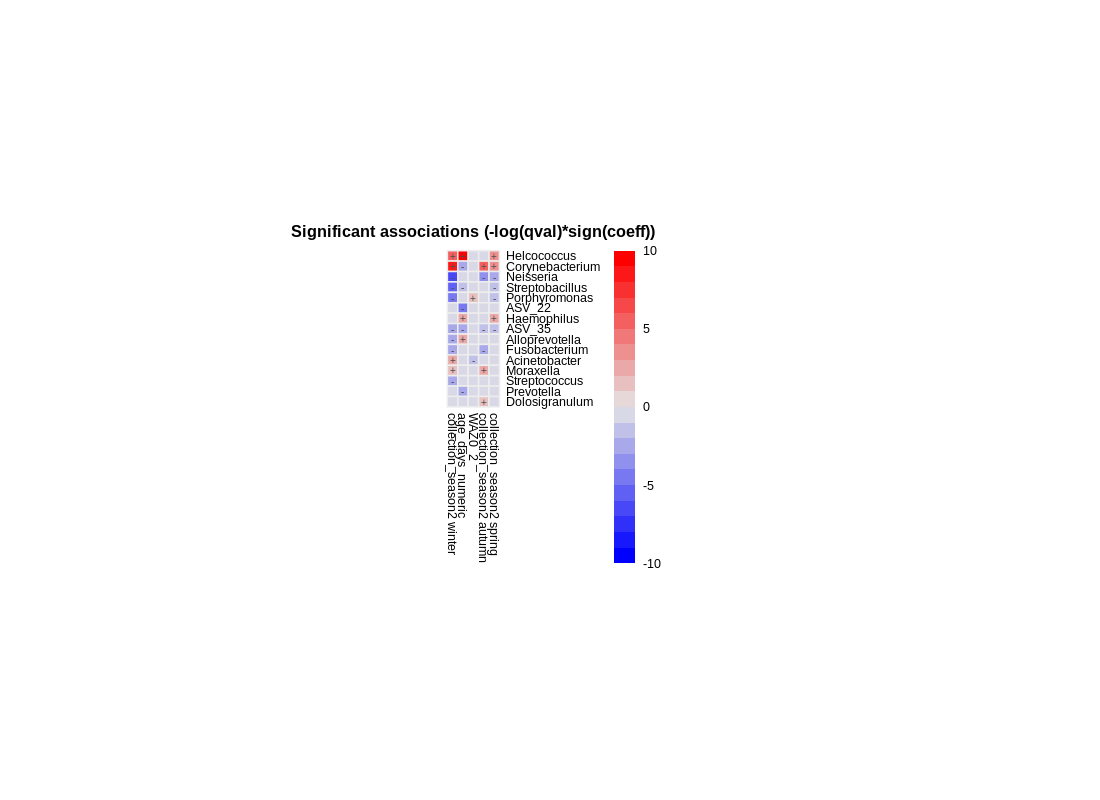 Significant associations (-log(qval)*sign(coeff))
+ + + Helcococcus
+ - + + Corynebacterium
- - - Neisseria
- - - Streptobacillus
- + - Porphyromonas
- ASV_22
+ + Haemophilus
- - - - ASV_35
- + Alloprevotella
- - Fusobacterium
+ - Acinetobacter
+ + Moraxella
- Streptococcus
- Prevotella
+ Dolosigranulum
collection_season2 winter
age_days_numeric
WAZ0_2
collection_season2 autumn
collection_season2 spring
10
5
0
-5
-10